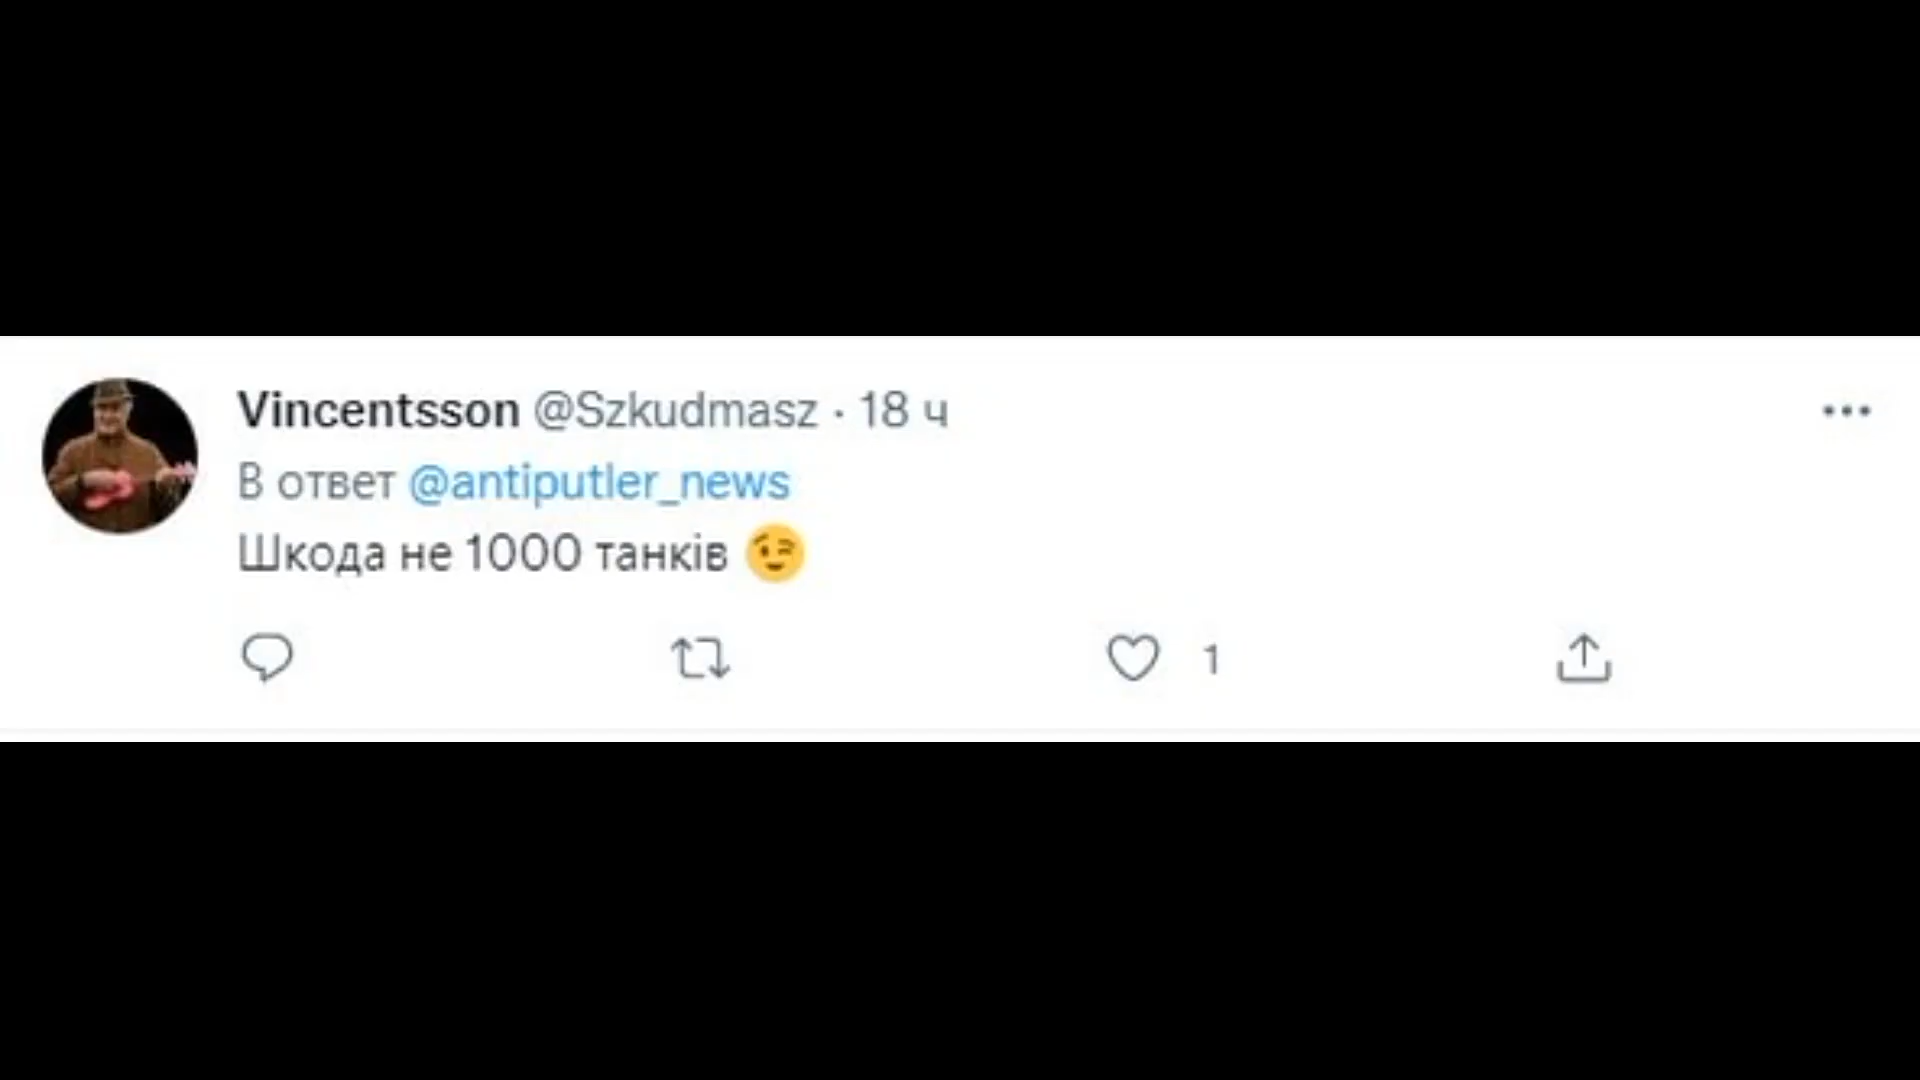 Vincentsson @Szkudmasz · 18 ч
В ответ @antiputler_news
Шкода не 1000 танків 😉
1